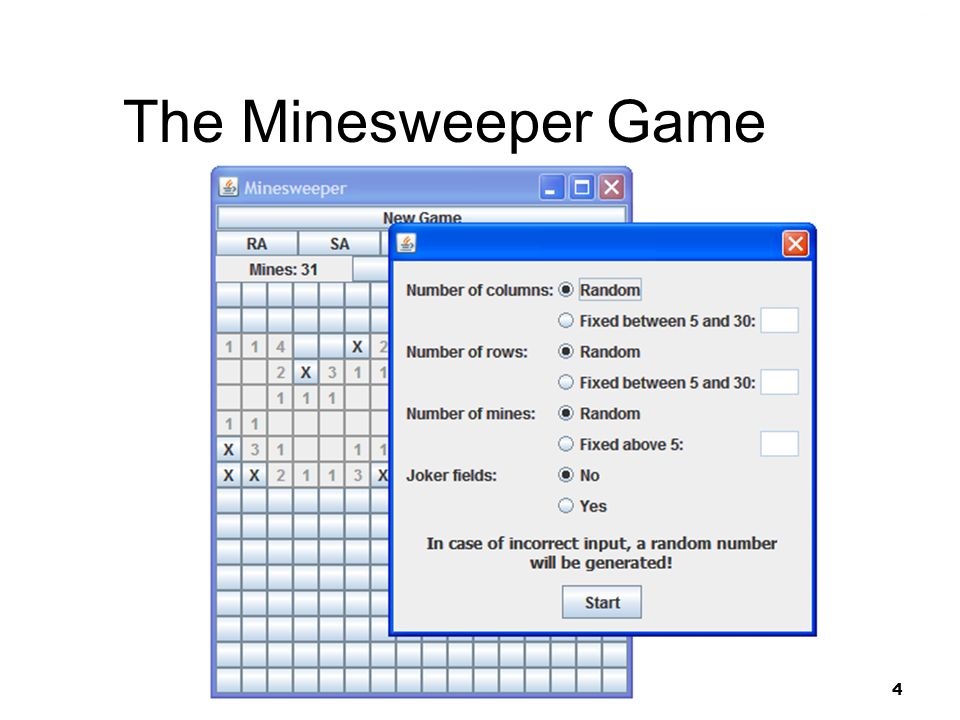 The Minesweeper Game
Minesweeper
New Game
RA SA
Mines: 31
1 1 4 X 2
2 X 3 1 1
1 1 1
1 1
X 3 1 1 1
X X 2 1 1 3 X
Number of columns: Random
Fixed between 5 and 30:
Number of rows: Random
Fixed between 5 and 30:
Number of mines: Random
Fixed above 5:
Joker fields: No
Yes
In case of incorrect input, a random number
will be generated!
Start
4